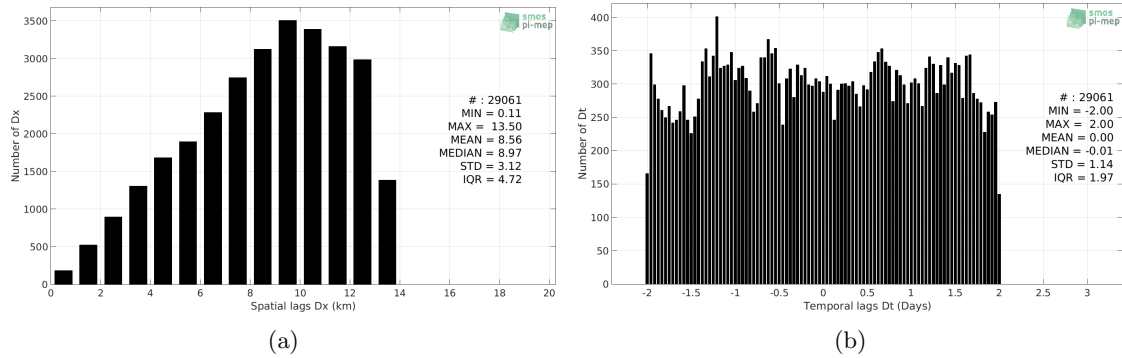 3500
3000
2500
2000
1500
1000
500
0
Number of Dx
0 2 4 6 8 10 12 14 16 18 20
Spatial lags Dx (km)
smos
pi-mep
# : 29061
MIN = 0.11
MAX = 13.50
MEAN = 8.56
MEDIAN = 8.97
STD = 3.12
IQR = 4.72
(a)
400
350
300
250
200
150
100
50
0
Number of Dt
-2 -1.5 -1 -0.5 0 0.5 1 1.5 2 2.5 3
Temporal lags Dt (Days)
smos
pi-mep
# : 29061
MIN = -2.00
MAX = 2.00
MEAN = 0.00
MEDIAN = -0.01
STD = 1.14
IQR = 1.97
(b)